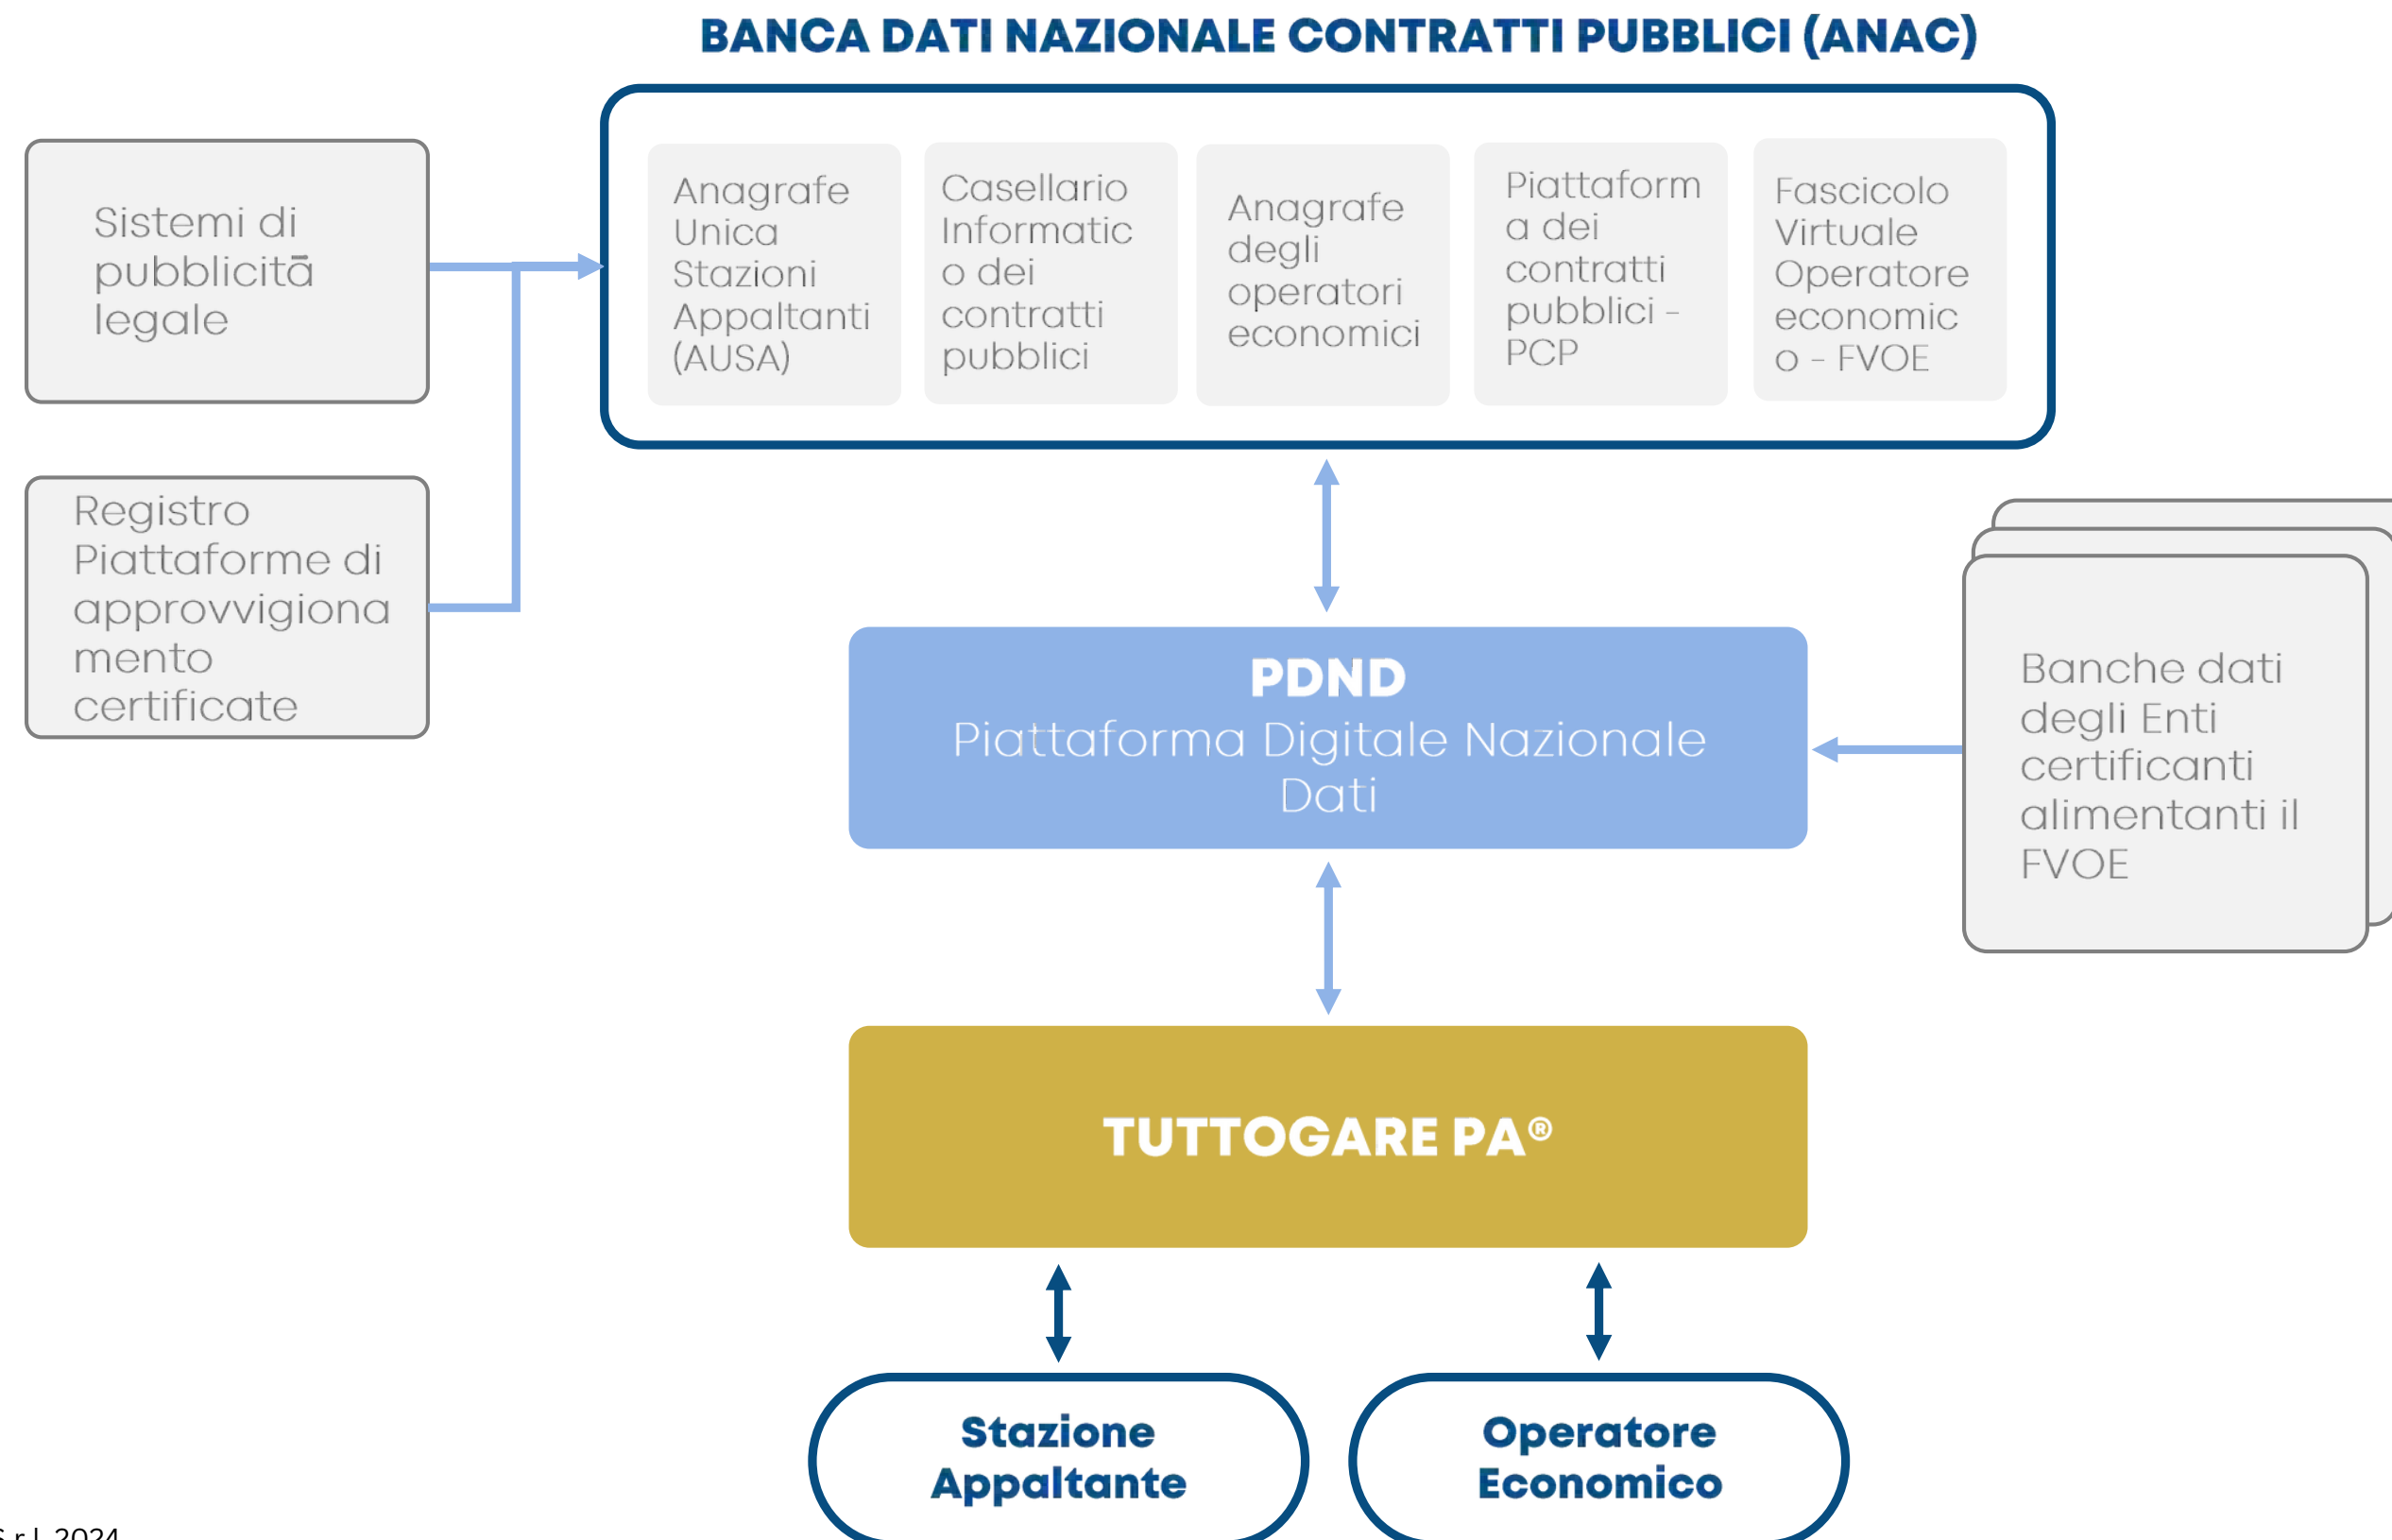 BANCA DATI NAZIONALE CONTRATTI PUBBLICI (ANAC)
Sistemi di
pubblicità
legale
Anagrafe
Unica
Stazioni
Appaltanti
(AUSA)
Casellario
Informatic
o dei
contratti
pubblici
Anagrafe
degli
operatori
economici
Piattaform
a dei
contratti
pubblici -
PCP
Fascicolo
Virtuale
Operatore
economic
o - FVOE
Registro
Piattaforme di
approvvigiona
mento
certificate
PDND
Piattaforma Digitale Nazionale
Dati
Banche dati
degli Enti
certificanti
alimentanti il
FVOE
TUTTOGARE PA®
Stazione
Appaltante
Operatore
Economico
S.r.l. 2024